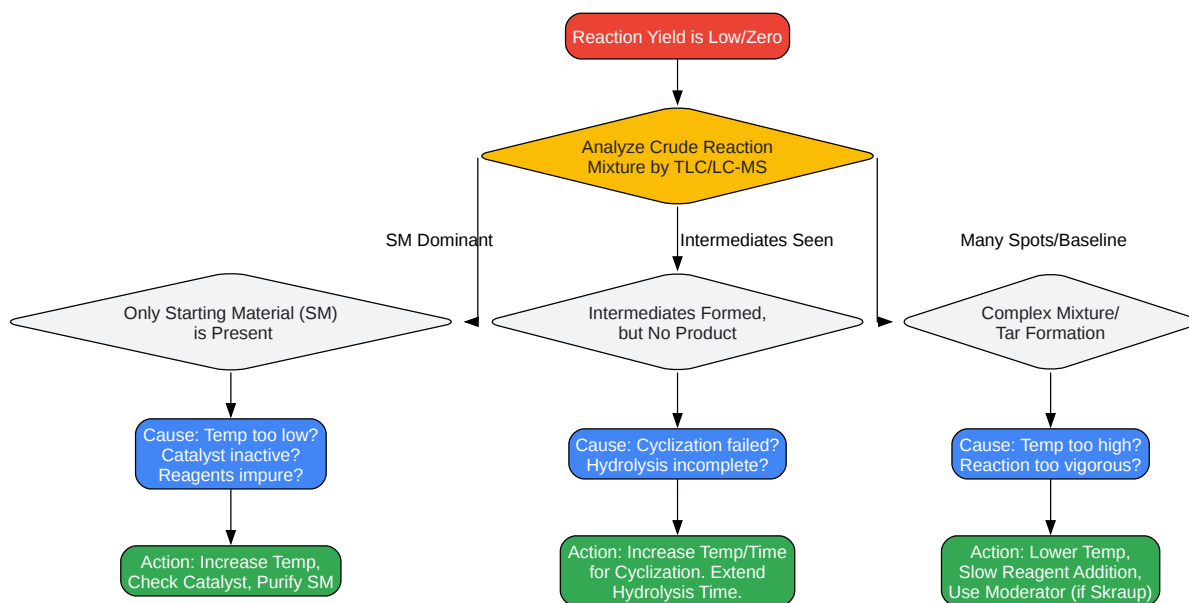 Reaction Yield is Low/Zero
Analyze Crude Reaction
Mixture by TLC/LC-MS
SM Dominant
Intermediates Seen
Many Spots/Baseline
Only Starting Material (SM)
is Present
Intermediates Formed,
but No Product
Complex Mixture/
Tar Formation
Cause: Temp too low?
Catalyst inactive?
Reagents impure?
Cause: Cyclization failed?
Hydrolysis incomplete?
Cause: Temp too high?
Reaction too vigorous?
Action: Increase Temp,
Check Catalyst, Purify SM
Action: Increase Temp/Time
for Cyclization. Extend
Hydrolysis Time.
Action: Lower Temp,
Slow Reagent Addition,
Use Moderator (if Skraup)